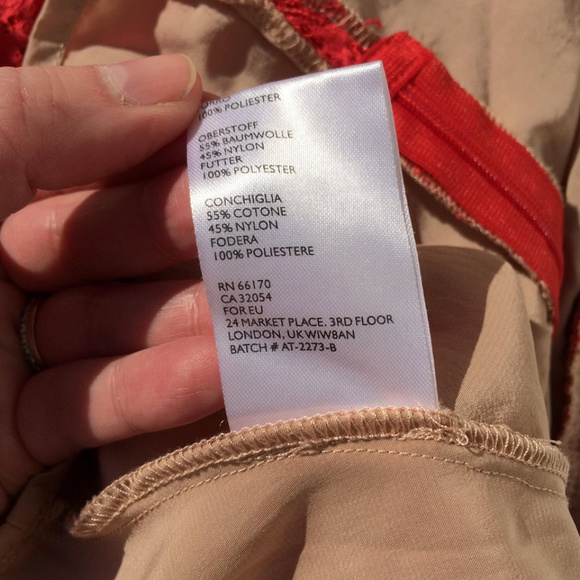 100% POLIESTER
OBERSTOFF
55% BAUMWOLLE
45% NYLON
FUTTER
100% POLYESTER
CONCHIGLIA
55% COTONE
45% NYLON
FODERA
100% POLIESTERE
RN 66170
CA 32054
FOR EU
24 MARKET PLACE, 3RD FLOOR
LONDON, UK WIW8AN
BATCH # AT-2273-B